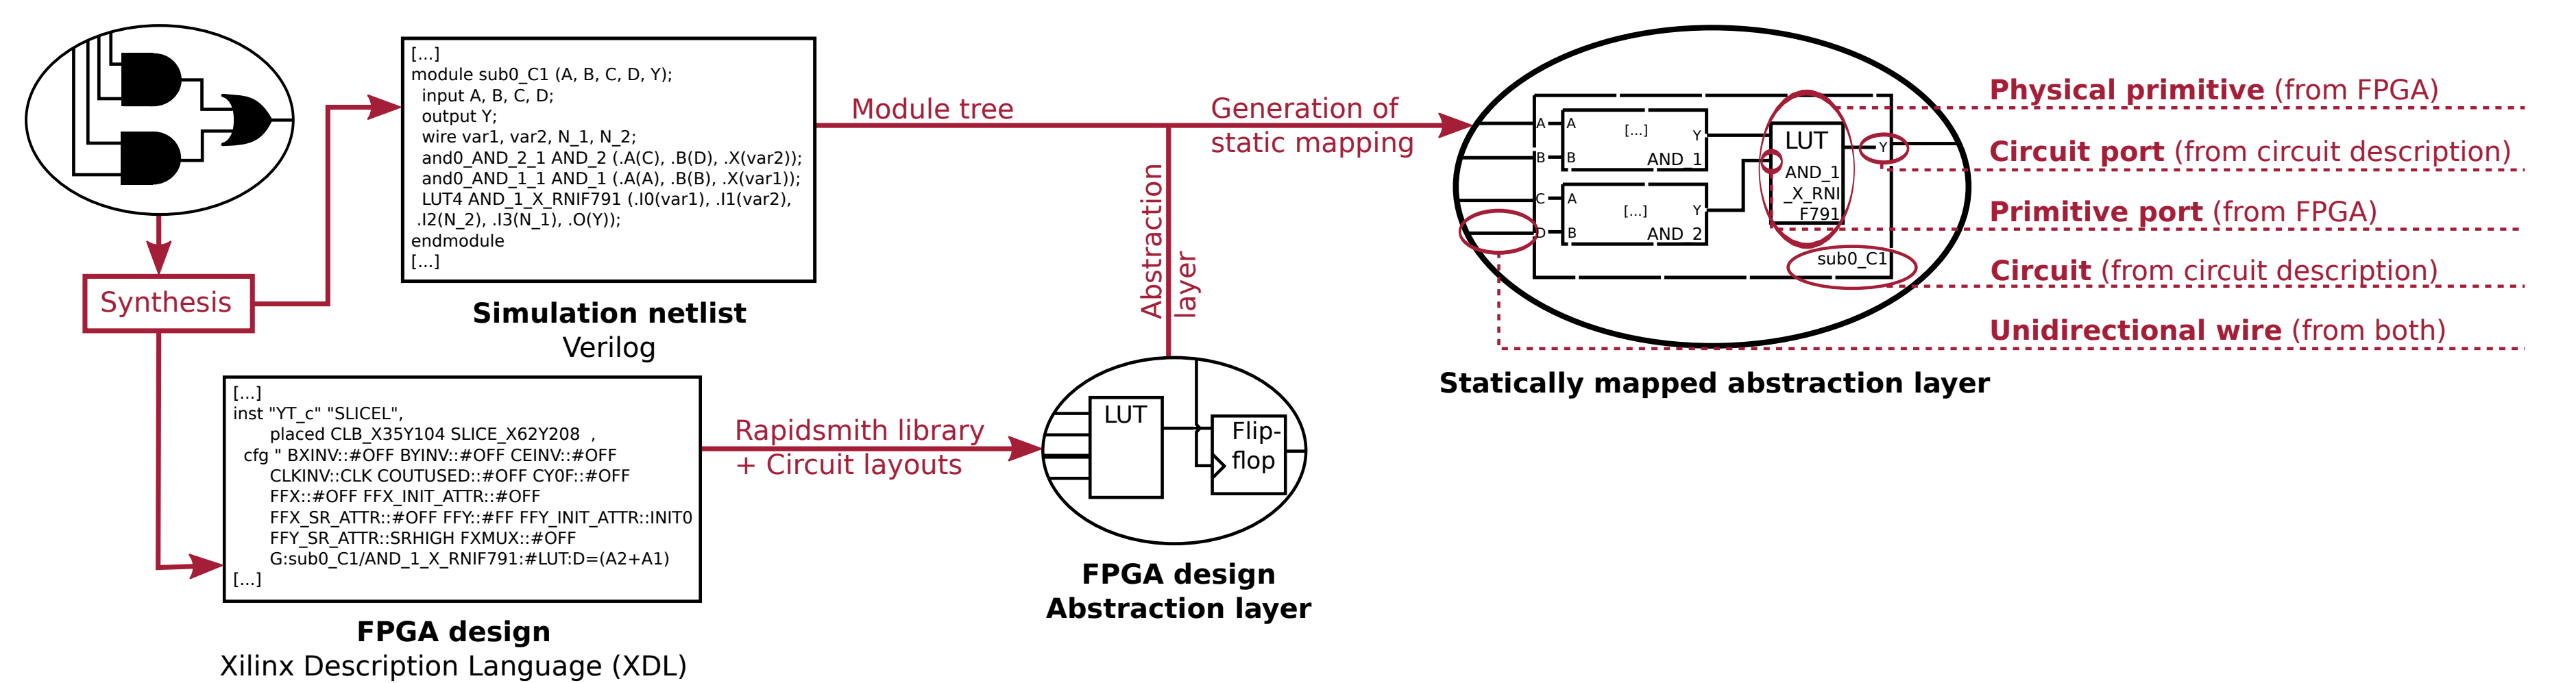 [...]
module sub0_C1 (A, B, C, D, Y);
input A, B, C, D;
output Y;
wire var1, var2, N_1, N_2;
and0_AND_2_1 AND_2 (.A(C), .B(D), .X(var2));
and0_AND_1_1 AND_1 (.A(A), .B(B), .X(var1));
LUT4 AND_1_X_RNIF791 (.I0(var1), .I1(var2),
.I2(N_2), .I3(N_1), .O(Y));
endmodule
[...]
Simulation netlist
Verilog
Synthesis
[...]
inst "YT_c" "SLICEL",
placed CLB_X35Y104 SLICE_X62Y208 ,
cfg " BXINV::#OFF BYINV::#OFF CEINV::#OFF
CLKINV::CLK COUTUSED::#OFF CY0F::#OFF
FFX::#OFF FFX_INIT_ATTR::#OFF
FFX_SR_ATTR::#OFF FFY::#FF FFY_INIT_ATTR::INIT0
FFY_SR_ATTR::SRHIGH FXMUX::#OFF
G:sub0_C1/AND_1_X_RNIF791:#LUT:D=(A2+A1)
[...]
FPGA design
Xilinx Description Language (XDL)
Module tree
Generation of
static mapping
Abstraction
layer
Rapidsmith library
+ Circuit layouts
LUT
Flip-
flop
FPGA design
Abstraction layer
A
A
[...]
Y
B
B
AND_1
C
A
[...]
Y
D
B
AND_2
LUT
AND_1
_X_RNI
F791
Y
sub0_C1
Statically mapped abstraction layer
Physical primitive (from FPGA)
Circuit port (from circuit description)
Primitive port (from FPGA)
Circuit (from circuit description)
Unidirectional wire (from both)